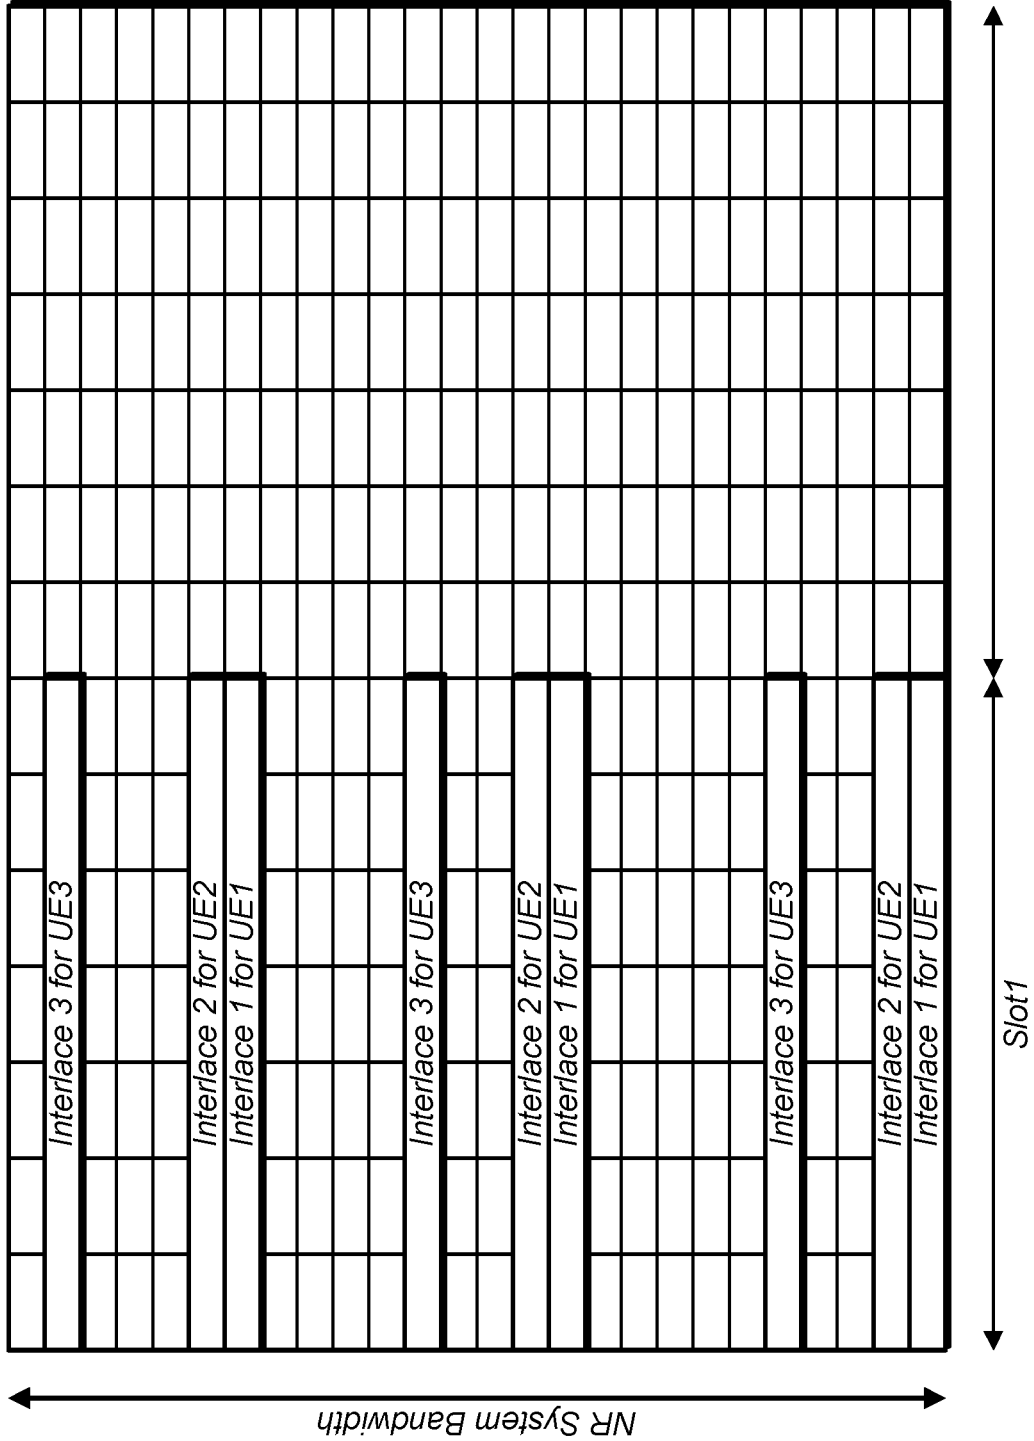 Interlace 3 for UE3
Interlace 2 for UE2
Interlace 1 for UE1
Interlace 3 for UE3
Interlace 2 for UE2
Interlace 1 for UE1
Interlace 3 for UE3
Interlace 2 for UE2
Interlace 1 for UE1
Slot1
NR System Bandwidth